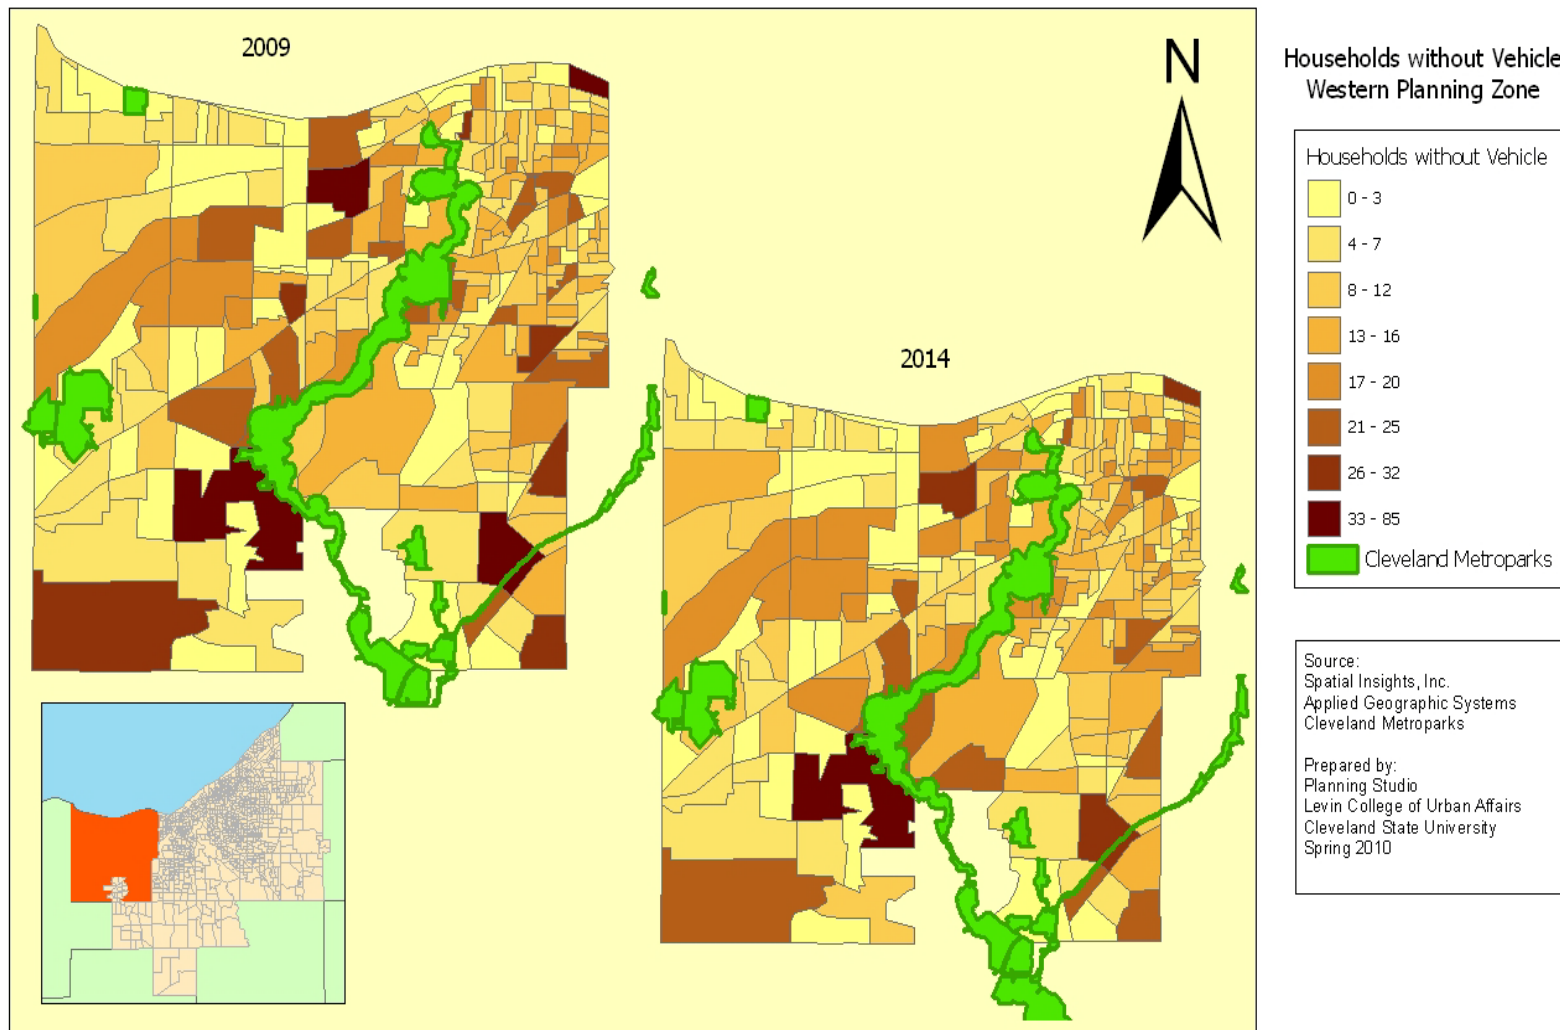 2009
2014
N
Households without Vehicle
Western Planning Zone
Households without Vehicle
0 - 3
4 - 7
8 - 12
13 - 16
17 - 20
21 - 25
26 - 32
33 - 85
Cleveland Metroparks
Source:
Spatial Insights, Inc.
Applied Geographic Systems
Cleveland Metroparks
Prepared by:
Planning Studio
Levin College of Urban Affairs
Cleveland State University
Spring 2010